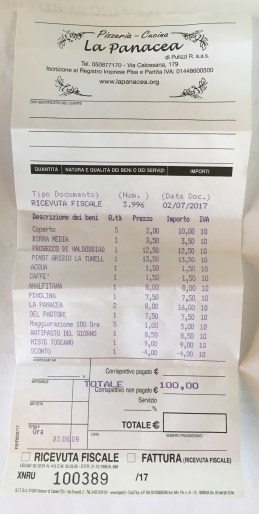 Pizzeria - Cucina
La Panacea
di Pulizzi R. s.a.s.
Tel. 050877170 - Via Calcesana, 179
Iscrizione al Registro Imprese Pisa e Partita IVA: 01448600500
www.lapanacea.org
QUANTITÀ NATURA E QUALITÀ DEI BENI O DEI SERVIZI IMPORTI
Tipo Documento) (Num.) (Data Doc.)
RICEVUTA FISCALE 3.996 02/07/2017
Descrizione dei beni Q.tà Prezzo Importo IVA
Coperto 5 2,00 10,00 10
BIRRA MEDIA 1 3,50 3,50 10
PROSECCO DI 1 12,50 12,50 10
PINOT GRIGIO LA 1 13,50 13,50 10
ACQUA 1 1,50 1,50 10
CAFFE' 1 1,50 1,50 10
AMALFITANA 1 8,00 8,00 10
1 7,50 7,50 10
LA PANACEA 2 8,00 16,00 10
DEL PASTORE 1 7,50 7,50 10
Maggiorazione 100 Ore 5 1,00 5,00 10
ANTIPASTO DEL GIORNO 1 8,50 8,50 10
MISTO TOSCANO 1 9,00 9,00 10
SCONTO 1 -4,00 -4,00 10
Corrispettivo pagato €
TOTALE 100,00
Corrispettivo non pagato €
Servizo
%
TOTALE €
Ora
23.06.09
RICEVUTA FISCALE FATTURA (RICEVUTA FISCALE)
XNRU 100389 /17